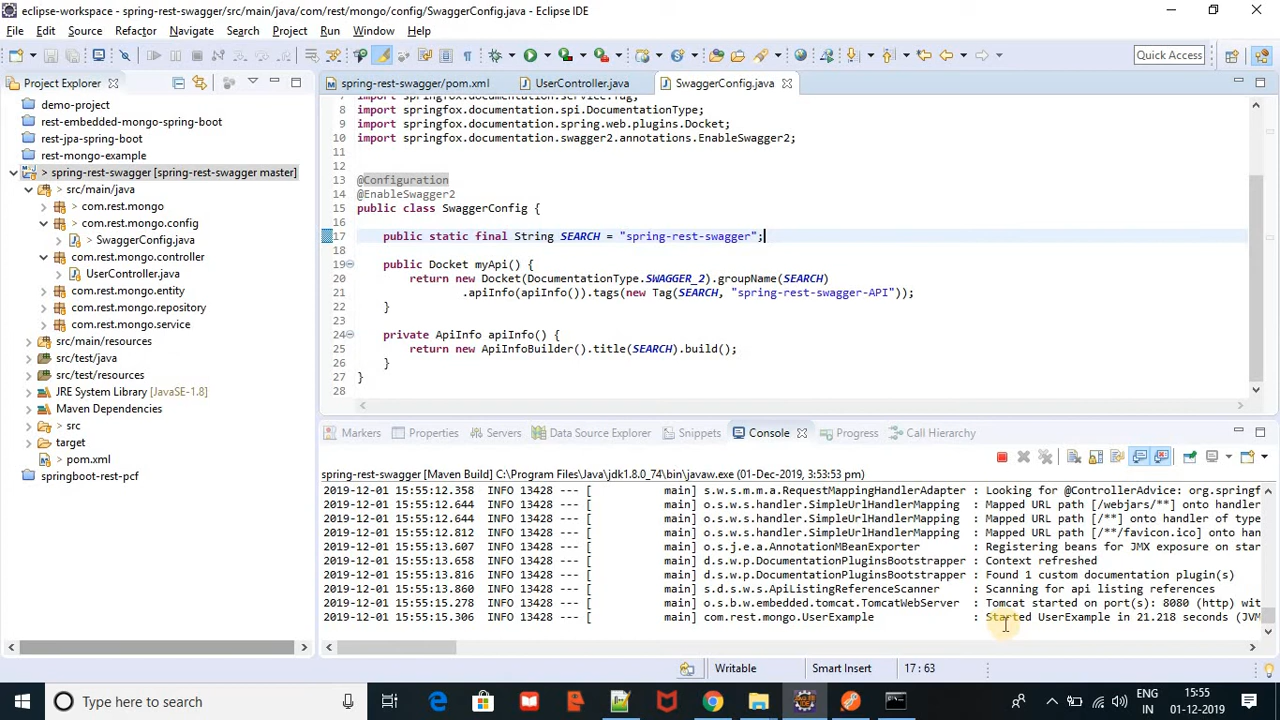 eclipse-workspace - spring-rest-swagger/src/main/java/com/rest/mongo/config/SwaggerConfig.java - Eclipse IDE
File Edit Source Refactor Navigate Search Project Run Window Help
Quick Access
Project Explorer
demo-project
rest-embedded-mongo-spring-boot
rest-jpa-spring-boot
rest-mongo-example
> spring-rest-swagger [spring-rest-swagger master]
> src/main/java
com.rest.mongo
> com.rest.mongo.config
> SwaggerConfig.java
> com.rest.mongo.controller
> UserController.java
> com.rest.mongo.entity
> com.rest.mongo.repository
> com.rest.mongo.service
> src/main/resources
src/test/java
src/test/resources
JRE System Library [JavaSE-1.8]
Maven Dependencies
> src
target
> pom.xml
springboot-rest-pcf
spring-rest-swagger/pom.xml UserController.java SwaggerConfig.java
7 import springfox.documentation.service.Tag;
8 import springfox.documentation.spi.DocumentationType;
9 import springfox.documentation.spring.web.plugins.Docket;
10 import springfox.documentation.swagger2.annotations.EnableSwagger2;
11
12
13 @Configuration
14 @EnableSwagger2
15 public class SwaggerConfig {
16
17 public static final String SEARCH = "spring-rest-swagger";
18
19 public Docket myApi() {
20 return new Docket(DocumentationType.SWAGGER_2).groupName(SEARCH)
21 .apiInfo(apiInfo()).tags(new Tag(SEARCH, "spring-rest-swagger-API"));
22 }
23
24 private ApiInfo apiInfo() {
25 return new ApiInfoBuilder().title(SEARCH).build();
26 }
27 }
28
Markers Properties Servers Data Source Explorer Snippets Console Progress Call Hierarchy
spring-rest-swagger [Maven Build] C:\Program Files\Java\jdk1.8.0_74\bin\javaw.exe (01-Dec-2019, 3:53:53 pm)
2019-12-01 15:55:12.358 INFO 13428 --- [ main] s.w.s.m.m.a.RequestMappingHandlerAdapter : Looking for @ControllerAdvice: org.springf
2019-12-01 15:55:12.644 INFO 13428 --- [ main] o.s.w.s.handler.SimpleUrlHandlerMapping : Mapped URL path [/webjars/**] onto handler
2019-12-01 15:55:12.644 INFO 13428 --- [ main] o.s.w.s.handler.SimpleUrlHandlerMapping : Mapped URL path [/**] onto handler of type
2019-12-01 15:55:12.812 INFO 13428 --- [ main] o.s.w.s.handler.SimpleUrlHandlerMapping : Mapped URL path [/**/favicon.ico] onto han
2019-12-01 15:55:13.607 INFO 13428 --- [ main] o.s.j.e.a.AnnotationMBeanExporter : Registering beans for JMX exposure on star
2019-12-01 15:55:13.668 INFO 13428 --- [ main] d.s.w.p.DocumentationPluginsBootstrapper : Context refreshed
2019-12-01 15:55:13.816 INFO 13428 --- [ main] d.s.w.p.DocumentationPluginsBootstrapper : Found 1 custom documentation plugin(s)
2019-12-01 15:55:13.860 INFO 13428 --- [ main] s.d.s.w.s.ApiListingReferenceScanner : Scanning for api listing references
2019-12-01 15:55:15.278 INFO 13428 --- [ main] o.s.b.w.embedded.tomcat.TomcatWebServer : Tomcat started on port(s): 8080 (http) wit
2019-12-01 15:55:15.306 INFO 13428 --- [ main] com.rest.mongo.UserExample : Started UserExample in 21.218 seconds (JVM
Writable Smart Insert 17 : 63
Type here to search
ENG
IN
15:55
01-12-2019